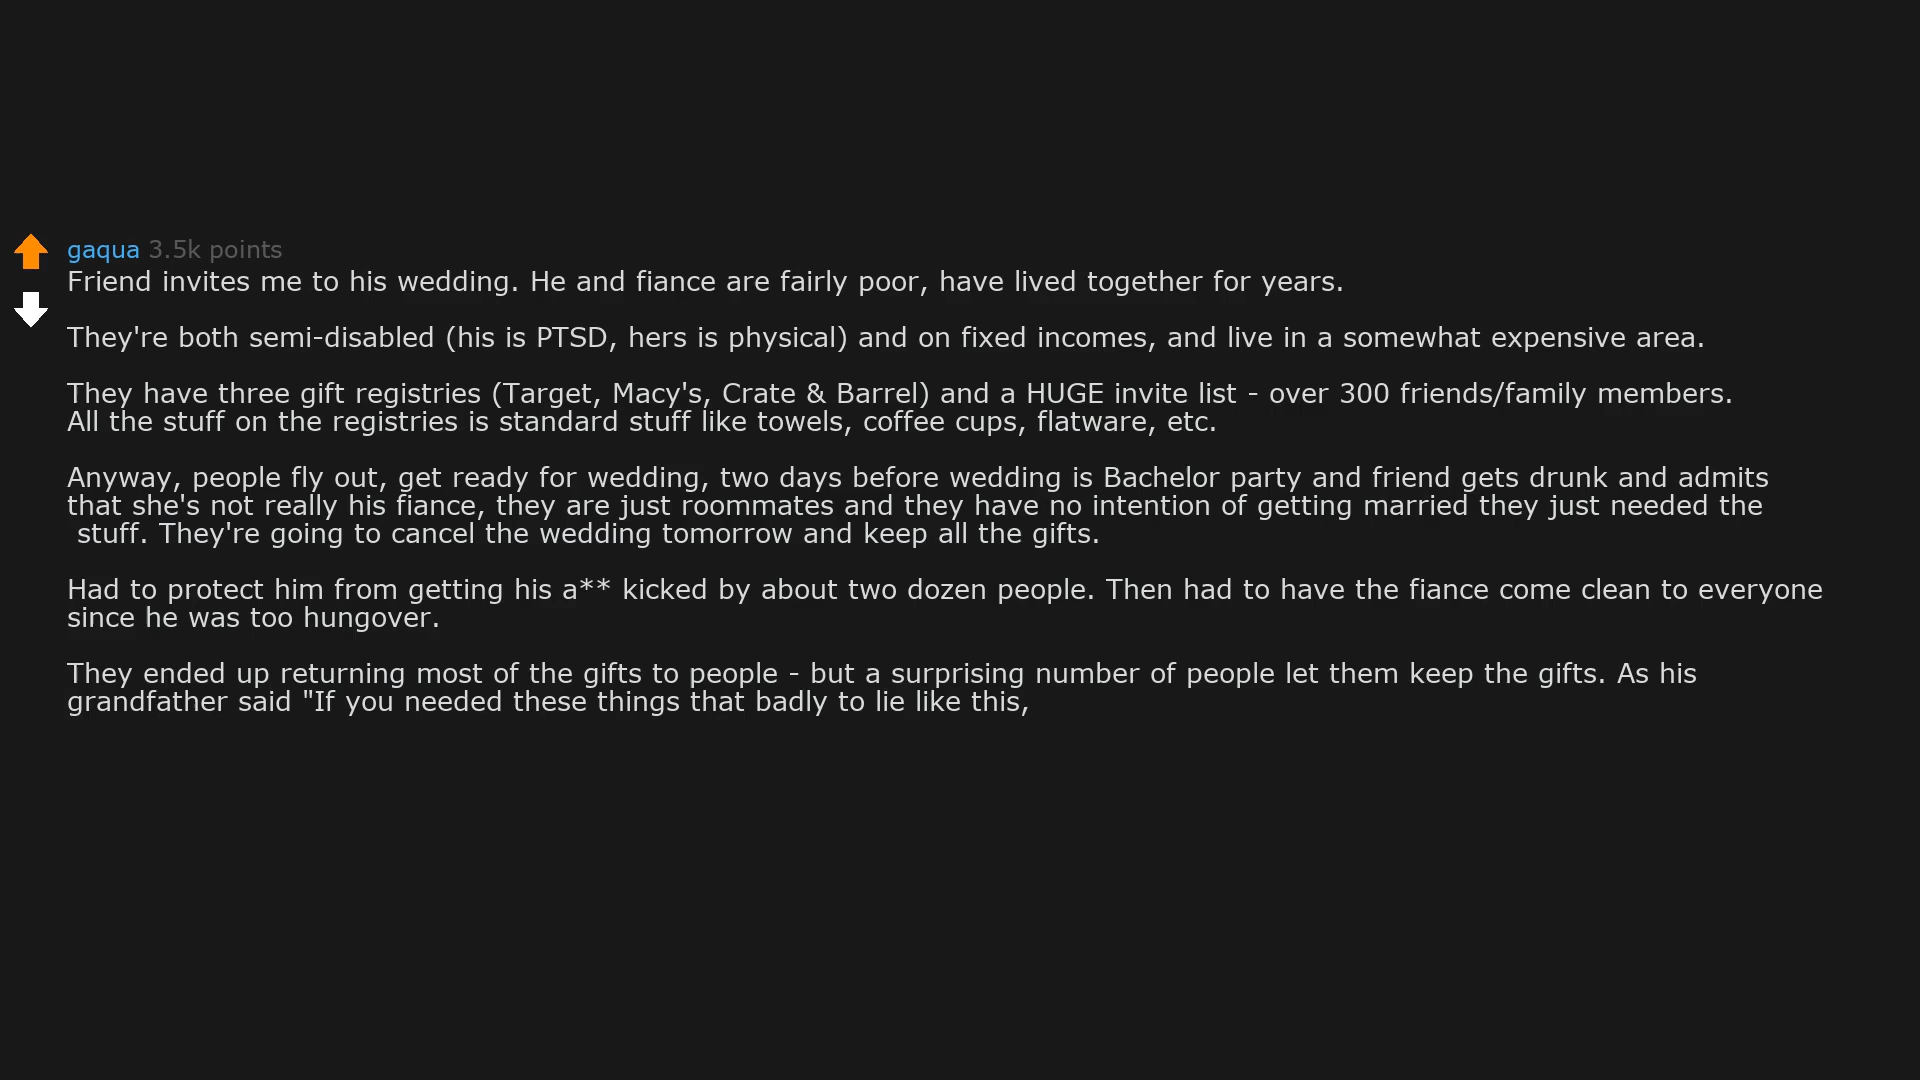 gaqua 3.5k points
Friend invites me to his wedding. He and fiance are fairly poor, have lived together for years.
They're both semi-disabled (his is PTSD, hers is physical) and on fixed incomes, and live in a somewhat expensive area.
They have three gift registries (Target, Macy's, Crate & Barrel) and a HUGE invite list - over 300 friends/family members.
All the stuff on the registries is standard stuff like towels, coffee cups, flatware, etc.
Anyway, people fly out, get ready for wedding, two days before wedding is Bachelor party and friend gets drunk and admits
that she's not really his fiance, they are just roommates and they have no intention of getting married they just needed the
stuff. They're going to cancel the wedding tomorrow and keep all the gifts.
Had to protect him from getting his a** kicked by about two dozen people. Then had to have the fiance come clean to everyone
since he was too hungover.
They ended up returning most of the gifts to people - but a surprising number of people let them keep the gifts. As his
grandfather said "If you needed these things that badly to lie like this,